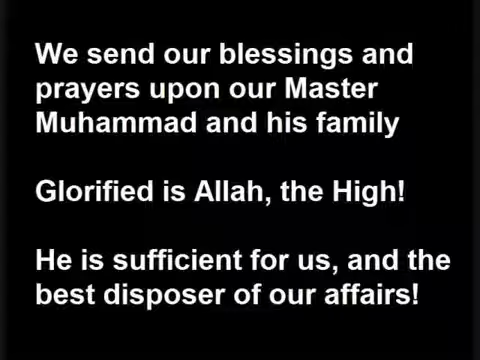 We send our blessings and
prayers upon our Master
Muhammad and his family
Glorified is Allah, the High!
He is sufficient for us, and the
best disposer of our affairs!